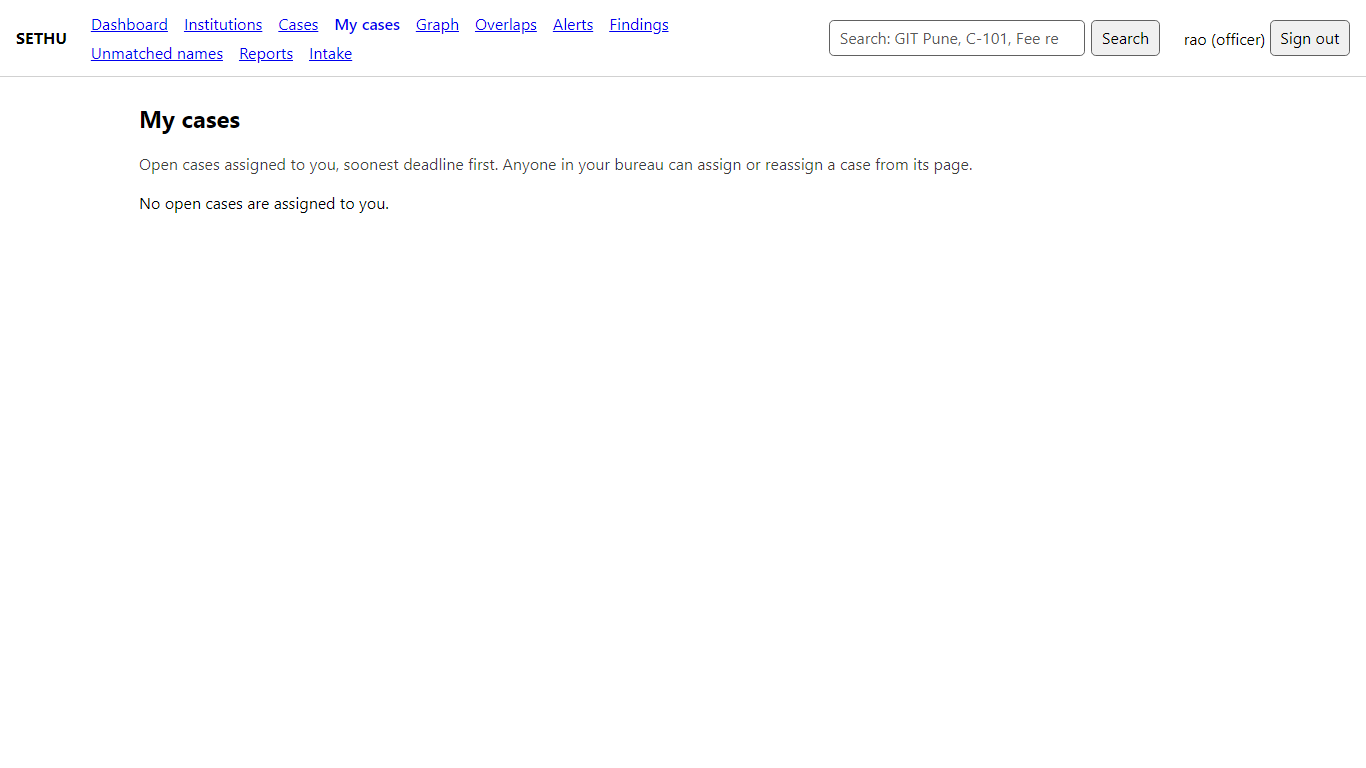 SETHU
Dashboard Institutions Cases My cases Graph Overlaps Alerts Findings
Unmatched names Reports Intake
Search: GIT Pune, C-101, Fee re
Search
rao (officer)
Sign out
My cases
Open cases assigned to you, soonest deadline first. Anyone in your bureau can assign or reassign a case from its page.
No open cases are assigned to you.